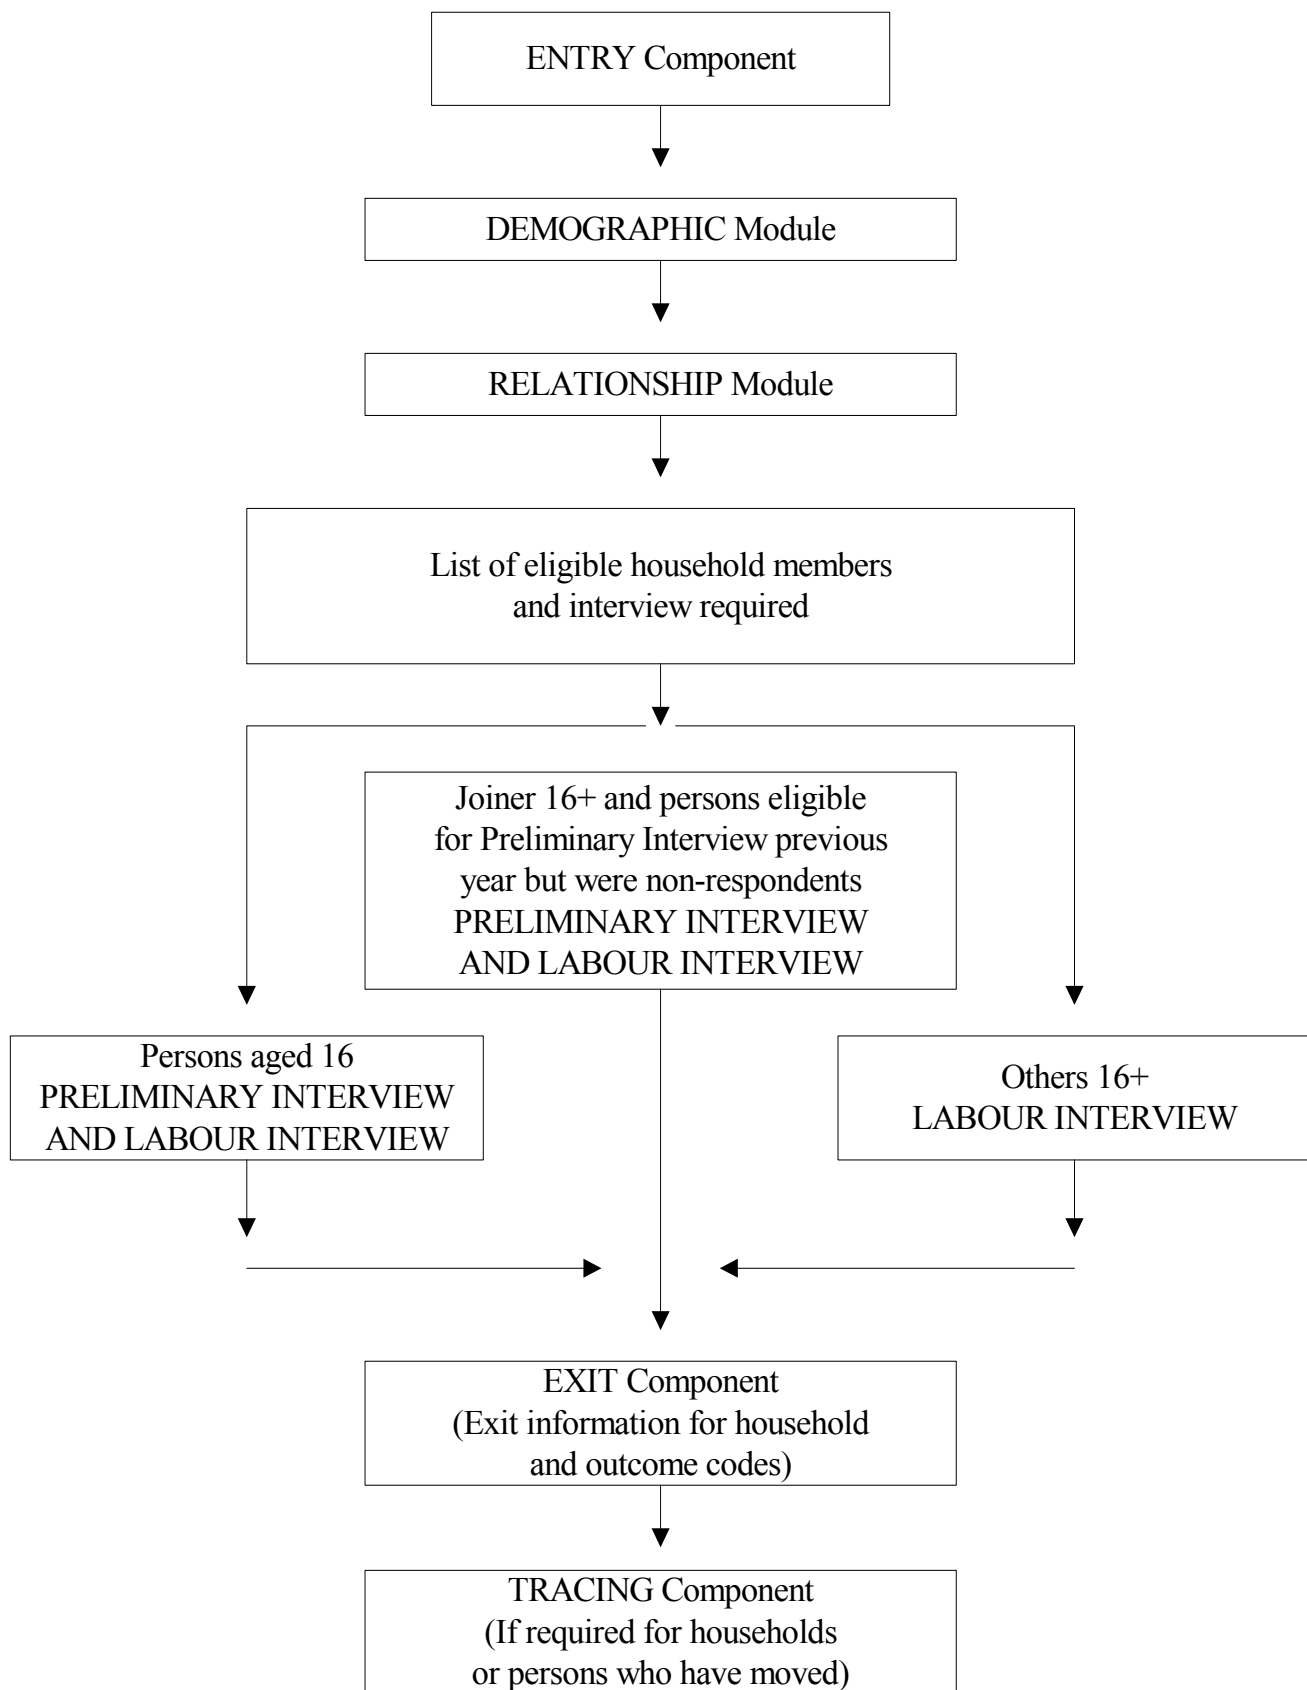 ENTRY Component
DEMOGRAPHIC Module
RELATIONSHIP Module
List of eligible household members
and interview required
Joiner 16+ and persons eligible
for Preliminary Interview previous
year but were non-respondents
PRELIMINARY INTERVIEW
AND LABOUR INTERVIEW
Persons aged 16
PRELIMINARY INTERVIEW
AND LABOUR INTERVIEW
Others 16+
LABOUR INTERVIEW
EXIT Component
(Exit information for household
and outcome codes)
TRACING Component
(If required for households
or persons who have moved)